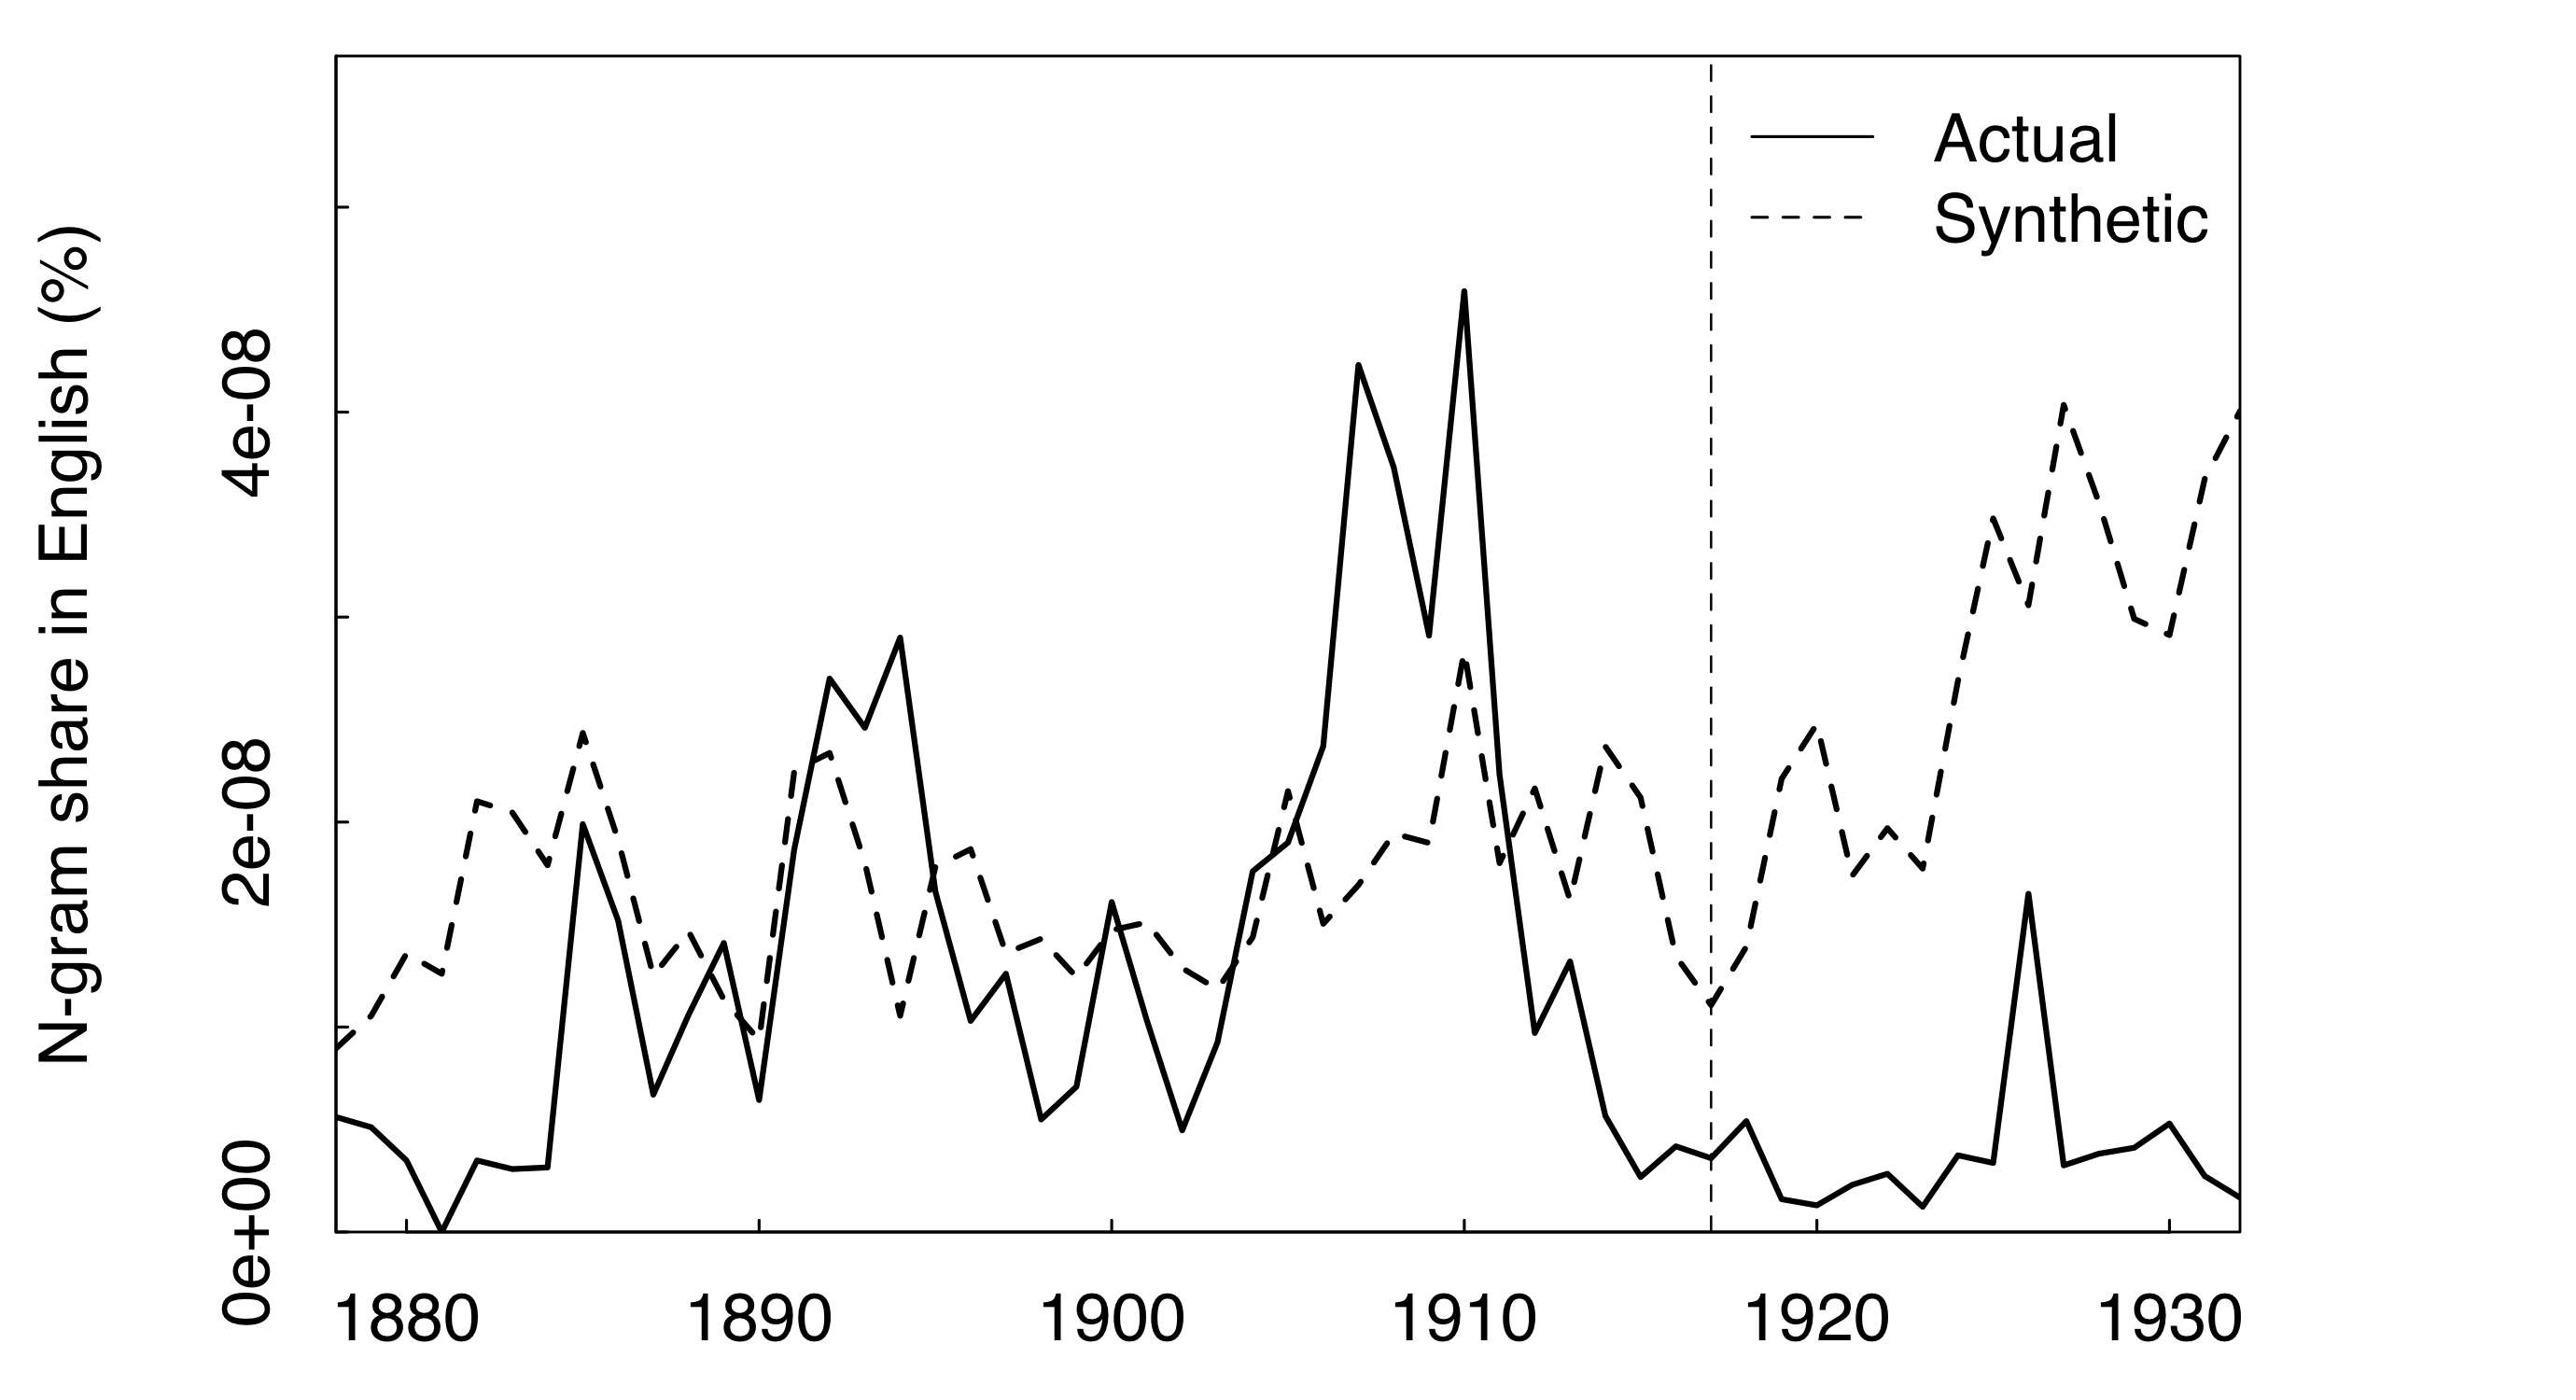 N-gram share in English (%)
4e-08
2e-08
0e+00
Actual
Synthetic
1880 1890 1900 1910 1920 1930